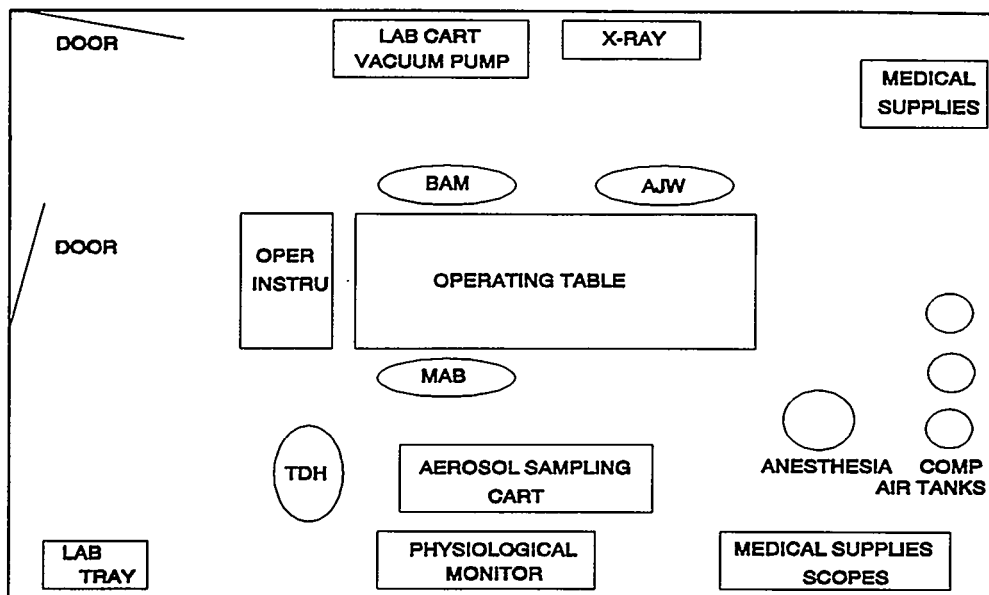 DOOR
LAB CART
VACUUM PUMP
X-RAY
MEDICAL
SUPPLIES
BAM
AJW
DOOR
OPER
INSTRU
OPERATING TABLE
MAB
TDH
AEROSOL SAMPLING
CART
ANESTHESIA
COMP
AIR TANKS
LAB
TRAY
PHYSIOLOGICAL
MONITOR
MEDICAL SUPPLIES
SCOPES